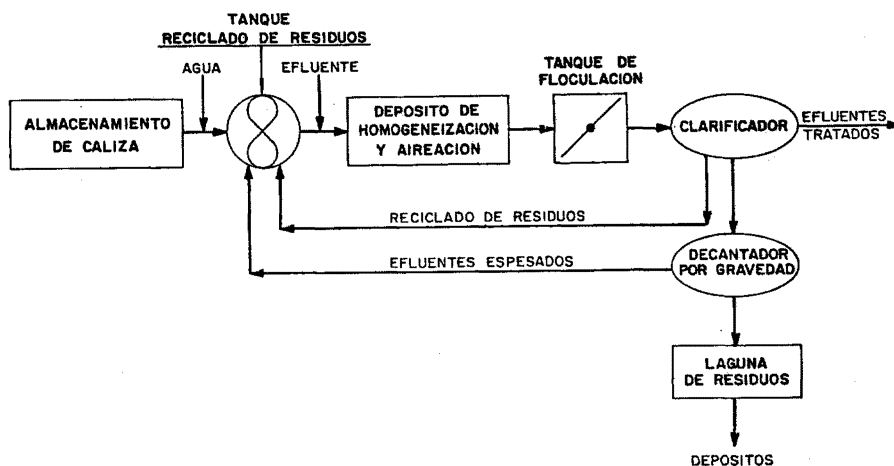 TANQUE
RECICLADO DE RESIDUOS
AGUA
EFLUENTE
ALMACENAMIENTO
DE CALIZA
DEPOSITO DE
HOMOGENEIZACION
Y AIREACION
TANQUE DE
FLOCULACION
CLARIFICADOR
EFLUENTES
TRATADOS
RECICLADO DE RESIDUOS
EFLUENTES ESPESADOS
DECANTADOR
POR GRAVEDAD
LAGUNA
DE RESIDUOS
DEPOSITOS